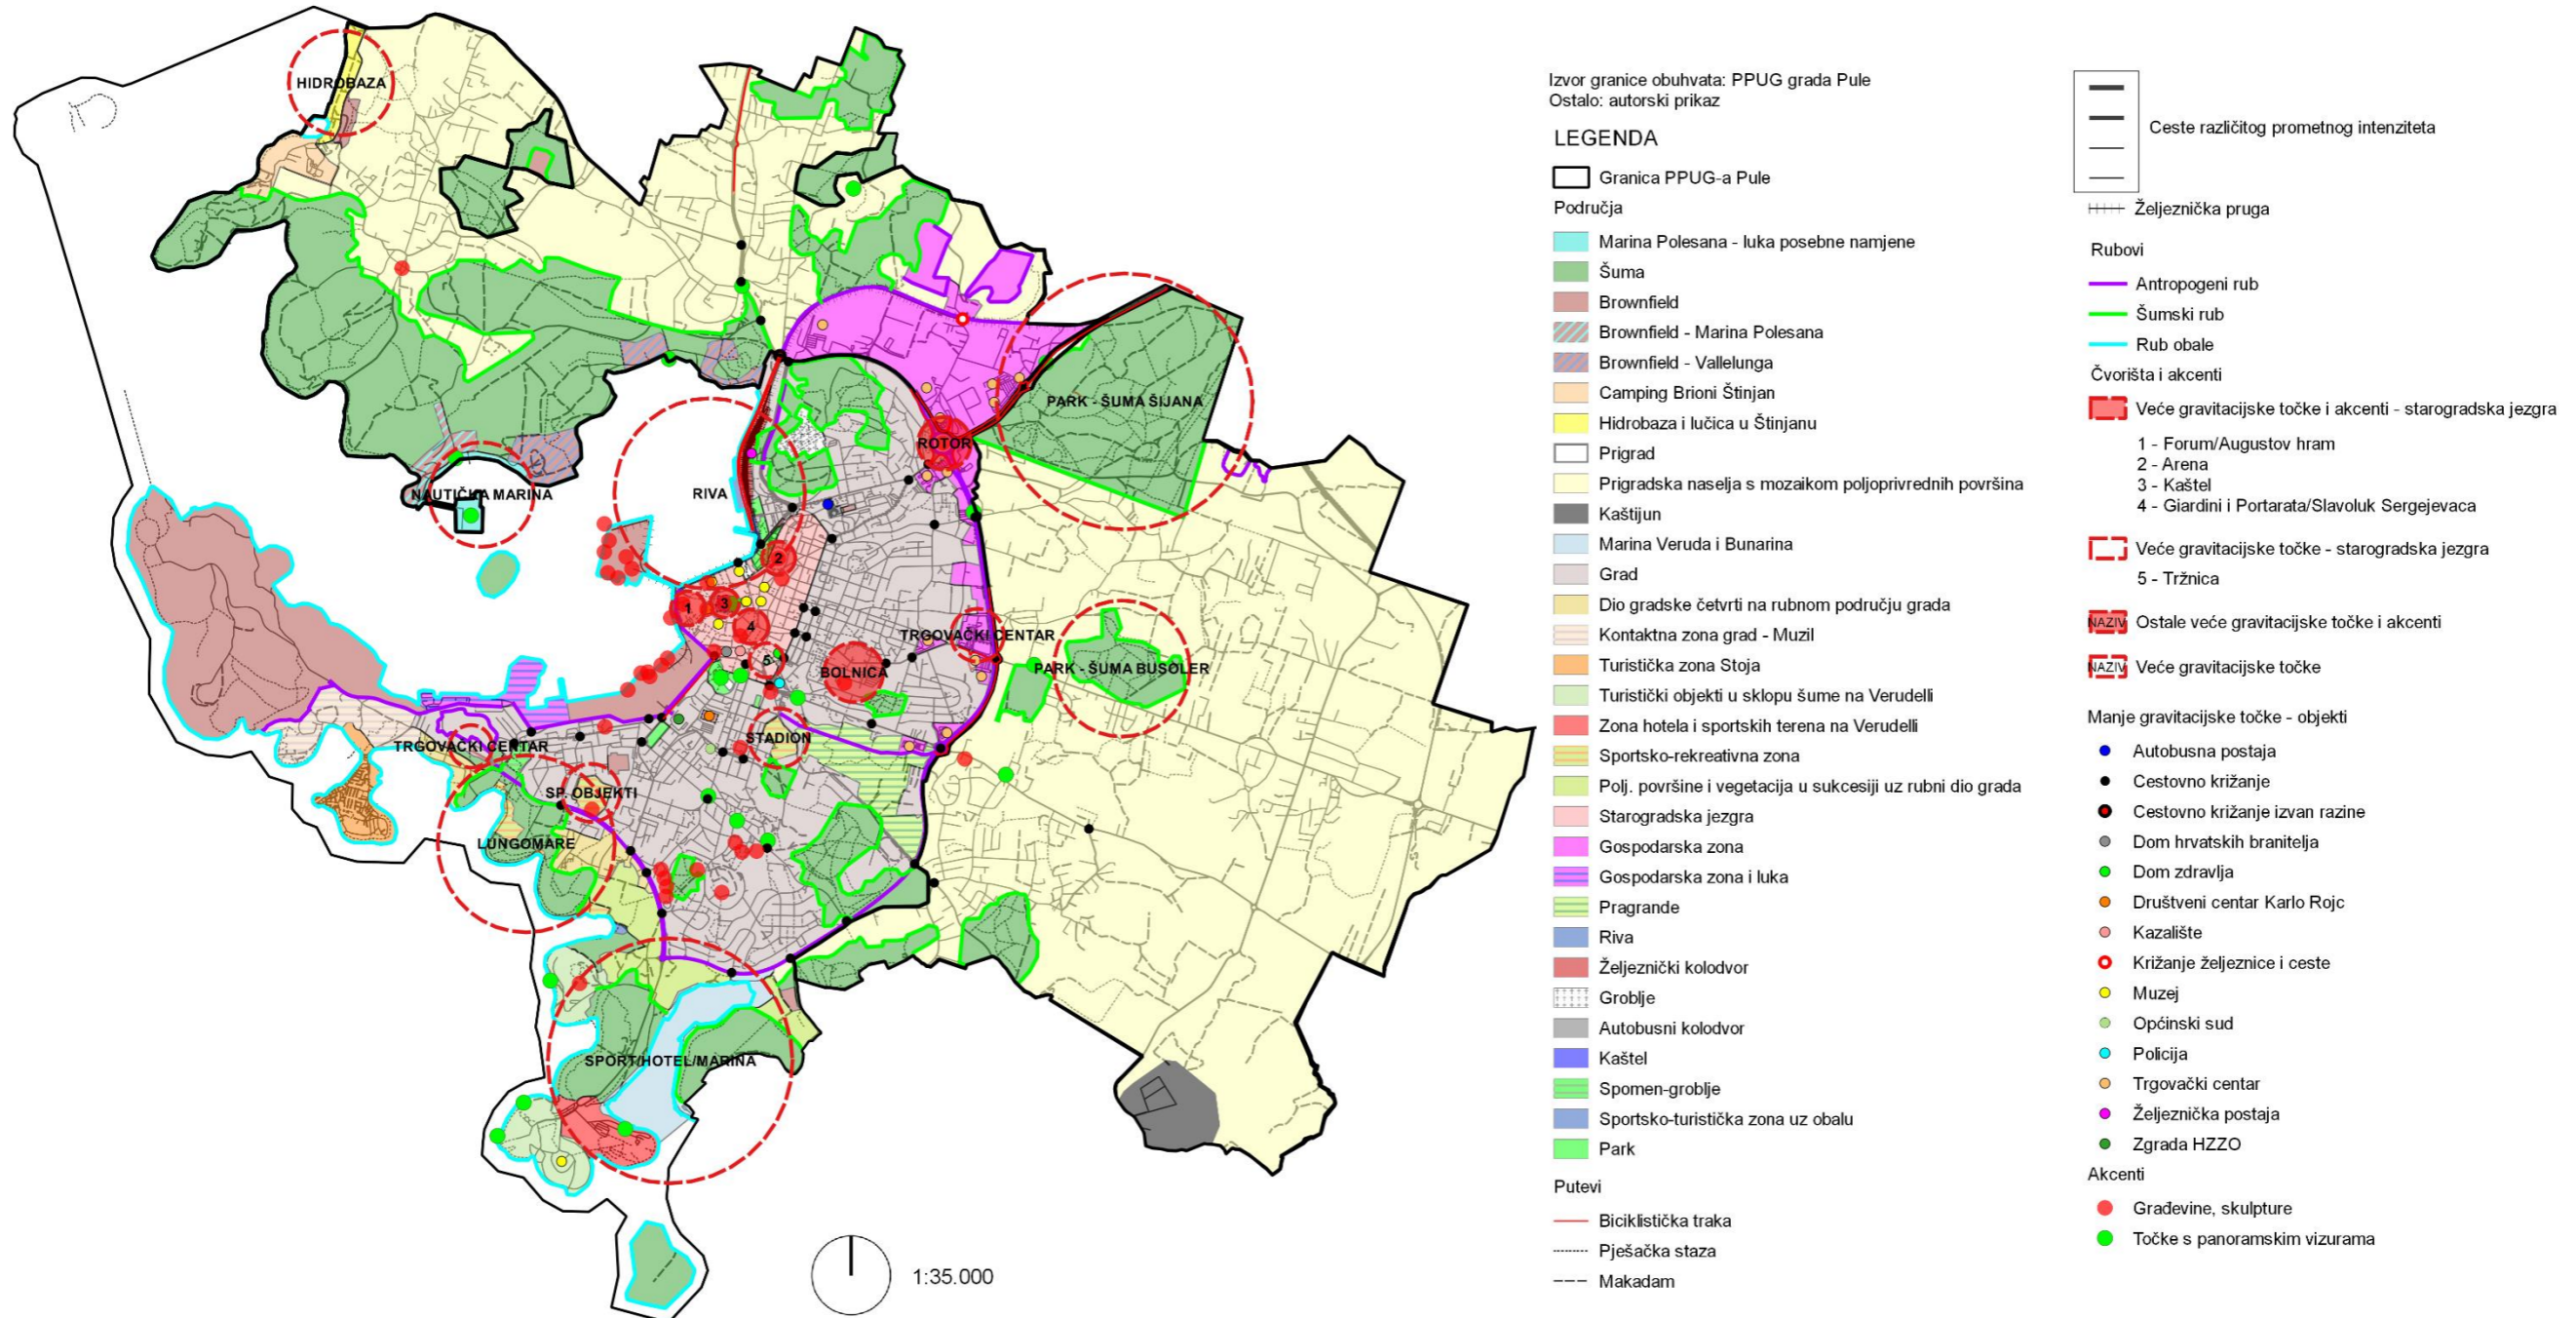 HIDROBAZA
PARK - ŠUMA ŠIJANA
ROTOR
NAUTIČKA MARINA
RIVA
2
1
3
4
5
TRGOVAČKI CENTAR
PARK - ŠUMA BUSOLER
BOLNICA
STADION
TRGOVAČKI CENTAR
SP. OBJEKTI
LUNGOMARE
SPORT/HOTEL/MARINA
1:35.000
Izvor granice obuhvata: PPUG grada Pule
Ostalo: autorski prikaz
LEGENDA
Granica PPUG-a Pule
Područja
Marina Polesana - luka posebne namjene
Šuma
Brownfield
Brownfield - Marina Polesana
Brownfield - Vallelunga
Camping Brioni Štinjan
Hidrobaza i lučica u Štinjanu
Prigrad
Prigradska naselja s mozaikom poljoprivrednih površina
Kaštijun
Marina Veruda i Bunarina
Grad
Dio gradske četvrti na rubnom području grada
Kontaktna zona grad - Muzil
Turistička zona Stoja
Turistički objekti u sklopu šume na Verudelli
Zona hotela i sportskih terena na Verudelli
Sportsko-rekreativna zona
Polj. površine i vegetacija u sukcesiji uz rubni dio grada
Starogradska jezgra
Gospodarska zona
Gospodarska zona i luka
Pragrande
Riva
Željeznički kolodvor
Groblje
Autobusni kolodvor
Kaštel
Spomen-groblje
Sportsko-turistička zona uz obalu
Park
Putevi
Biciklistička traka
Pješačka staza
Makadam
Ceste različitog prometnog intenziteta
Željeznička pruga
Rubovi
Antropogeni rub
Šumski rub
Rub obale
Čvorišta i akcenti
Veće gravitacijske točke i akcenti - starogradska jezgra
1 - Forum/Augustov hram
2 - Arena
3 - Kaštel
4 - Giardini i Portarata/Slavoluk Sergejevaca
Veće gravitacijske točke - starogradska jezgra
5 - Tržnica
NAZIV Ostale veće gravitacijske točke i akcenti
NAZIV Veće gravitacijske točke
Manje gravitacijske točke - objekti
Autobusna postaja
Cestovno križanje
Cestovno križanje izvan razine
Dom hrvatskih branitelja
Dom zdravlja
Društveni centar Karlo Rojc
Kazalište
Križanje željeznice i ceste
Muzej
Općinski sud
Policija
Trgovački centar
Željeznička postaja
Zgrada HZZO
Akcenti
Građevine, skulpture
Točke s panoramskim vizurama